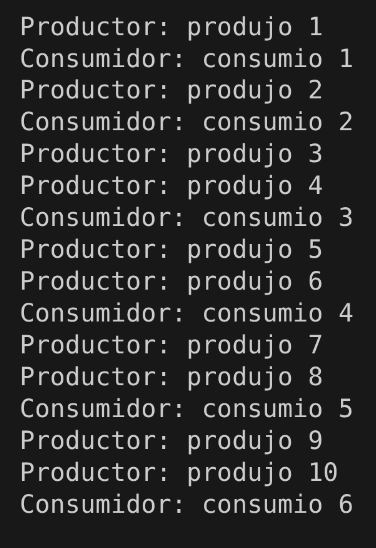 Productor: produjo 1
Consumidor: consumio 1
Productor: produjo 2
Consumidor: consumio 2
Productor: produjo 3
Productor: produjo 4
Consumidor: consumio 3
Productor: produjo 5
Productor: produjo 6
Consumidor: consumio 4
Productor: produjo 7
Productor: produjo 8
Consumidor: consumio 5
Productor: produjo 9
Productor: produjo 10
Consumidor: consumio 6